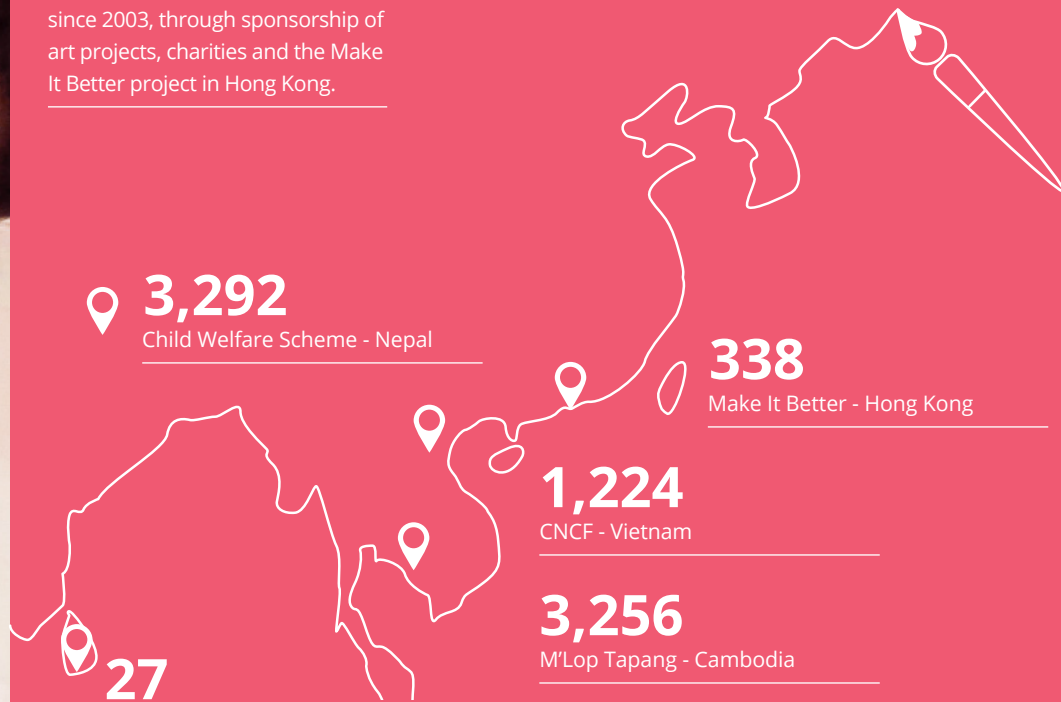 since 2003, through sponsorship of
art projects, charities and the Make
It Better project in Hong Kong.
3,292
Child Welfare Scheme - Nepal
338
Make It Better - Hong Kong
1,224
CNCF - Vietnam
3,256
M'Lop Tapang - Cambodia
27